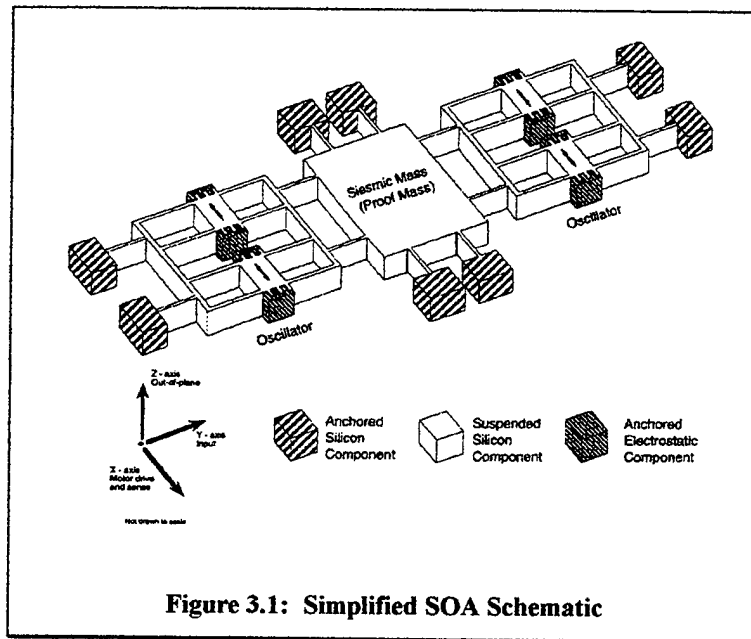 Siesmic Mass
(Proof Mass)
Oscillator
Oscillator
Z - axis
Out-of-plane
Y - axis
Input
X - axis
Motor drive
and sense
Not drawn to scale
Anchored
Silicon
Component
Suspended
Silicon
Component
Anchored
Electrostatic
Component
Figure 3.1: Simplified SOA Schematic